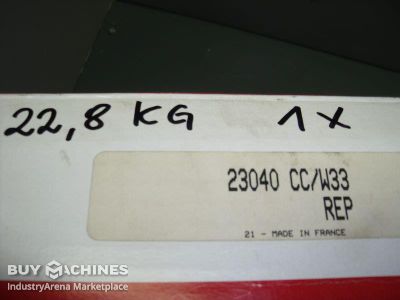 22,8 KG 1X
23040 CC/W33
REP
21 - MADE IN FRANCE
BUY MACHINES
IndustryArena Marketplace